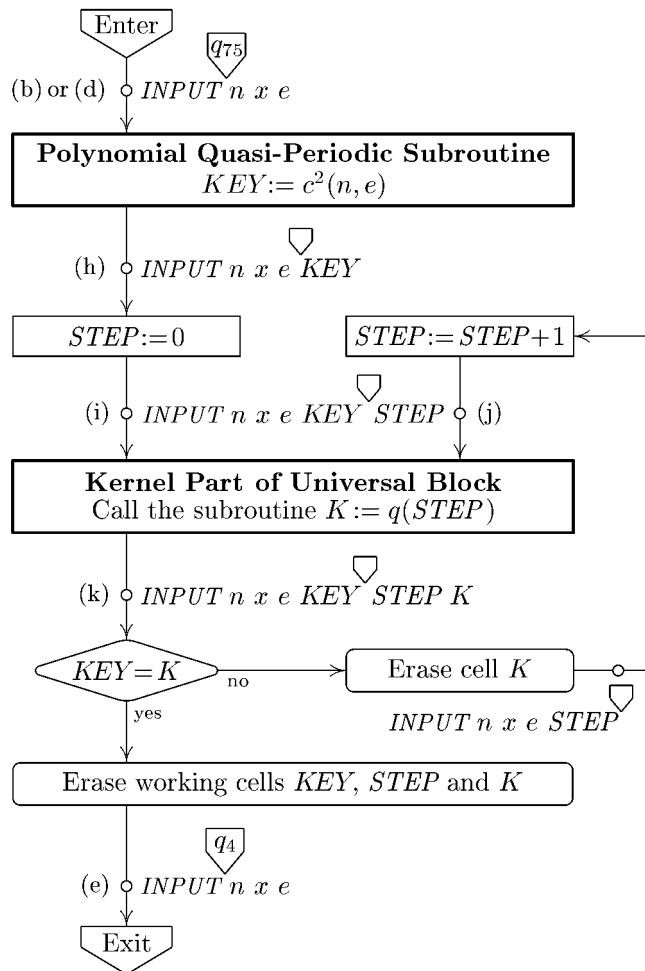 Enter
q₇₅
(b) or (d) INPUT n x e
Polynomial Quasi-Periodic Subroutine
KEY:= c²(n, e)
(h) INPUT n x e KEY
STEP:=0 STEP:= STEP+1
(i) INPUT n x e KEY STEP (j)
Kernel Part of Universal Block
Call the subroutine K:= q(STEP)
(k) INPUT n x e KEY STEP K
KEY=K no Erase cell K
yes
INPUT n x e STEP
Erase working cells KEY, STEP and K
q₄
(e) INPUT n x e
Exit